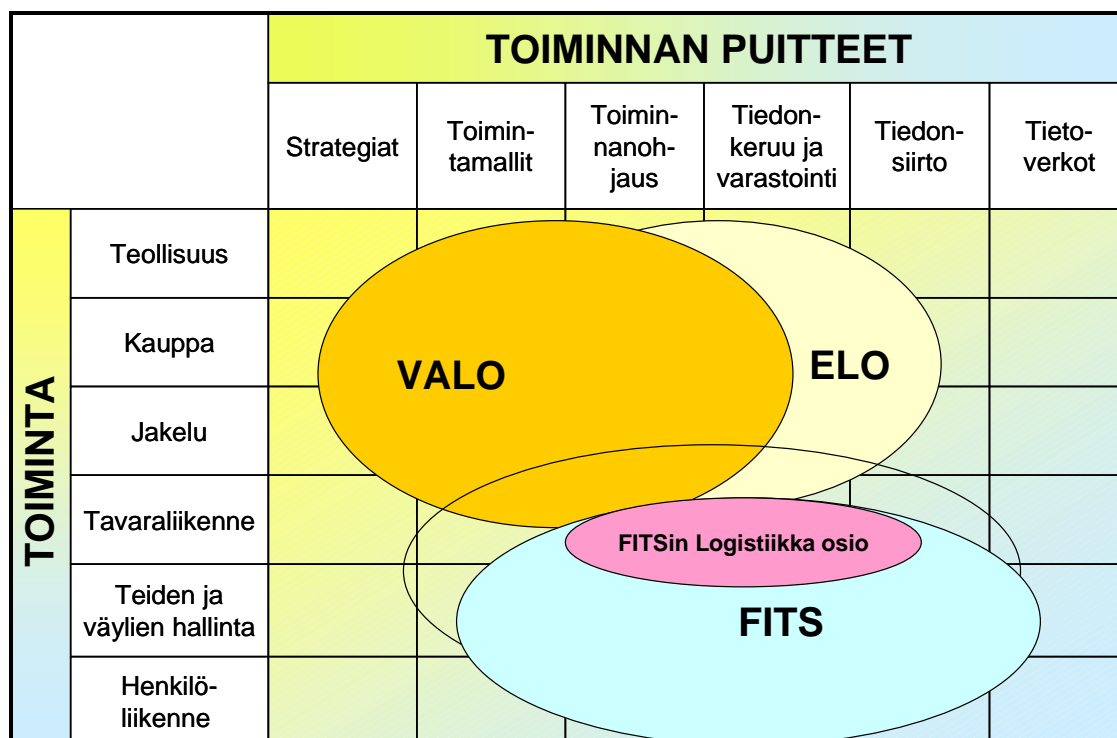 TOIMINNAN PUITTEET
Strategiat
Toimin-
tamallit
Toimin-
nanoh-
jaus
Tiedon-
keruu ja
varastointi
Tiedon-
siirto
Tieto-
verkot
TOIMINTA
Teollisuus
Kauppa
Jakelu
Tavaraliikenne
Teiden ja
väylien hallinta
Henkilö-
liikenne
VALO
ELO
FITSin Logistiikka osio
FITS